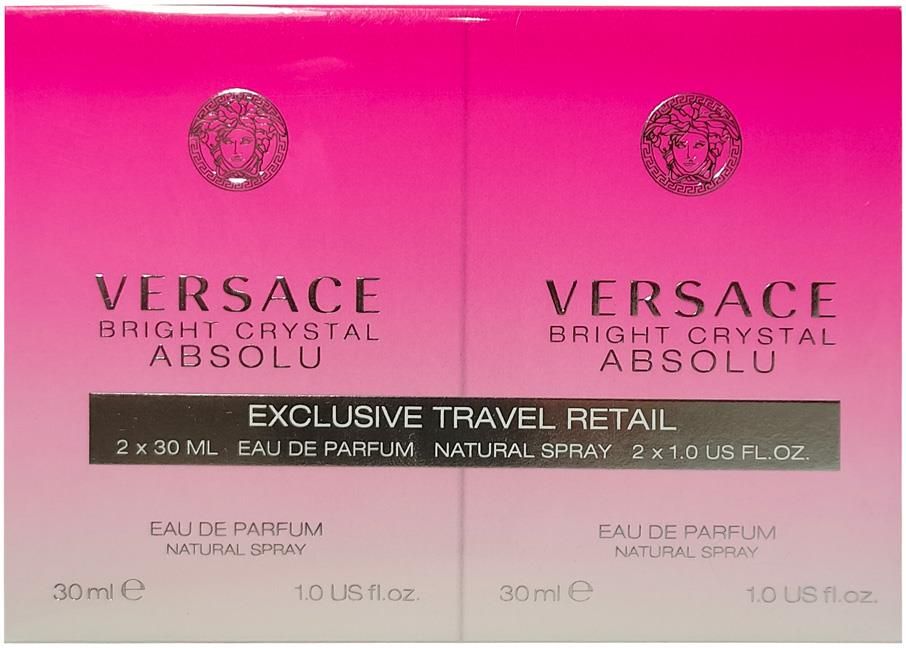 VERSACE
BRIGHT CRYSTAL
ABSOLU
VERSACE
BRIGHT CRYSTAL
ABSOLU
EXCLUSIVE TRAVEL RETAIL
2 x 30 ML EAU DE PARFUM NATURAL SPRAY 2 x 1.0 US FL.OZ.
EAU DE PARFUM
NATURAL SPRAY
30 ml ℮ 1.0 US fl.oz.
EAU DE PARFUM
NATURAL SPRAY
30 ml ℮ 1.0 US fl.oz.